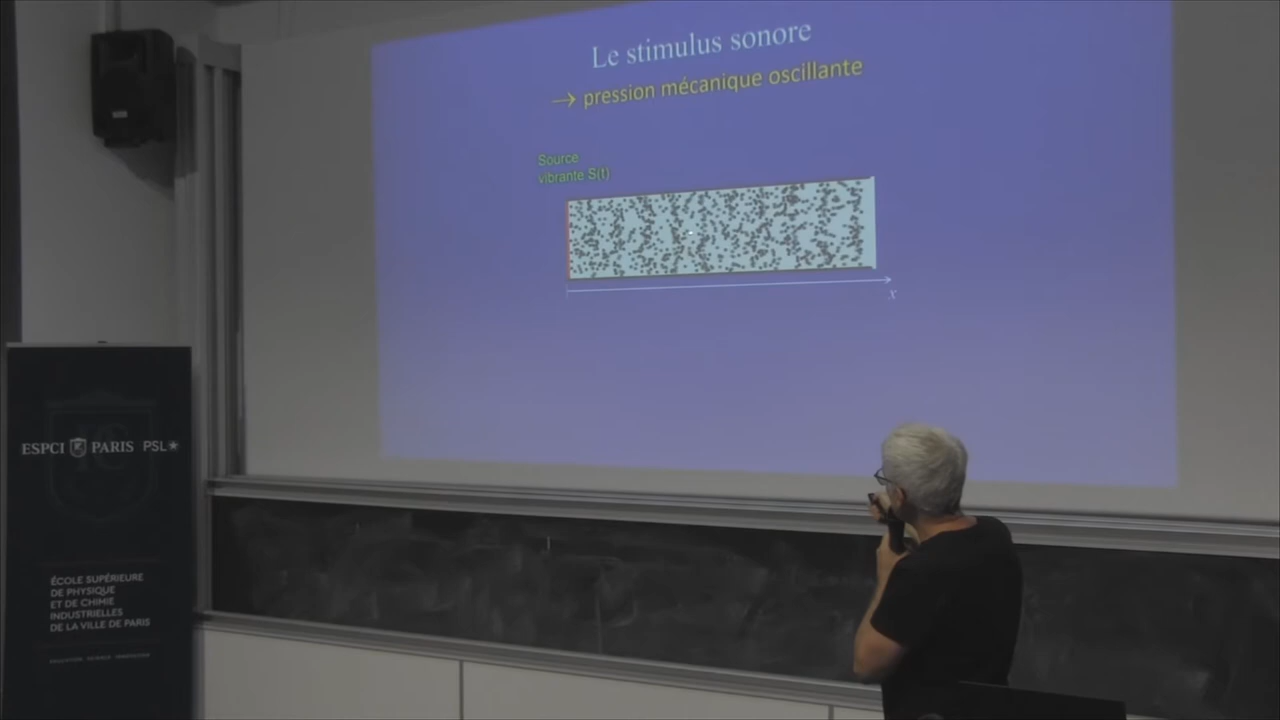 Le stimulus sonore
→ pression mécanique oscillante
Source
vibrante S(t)
x
ESPCI PARIS PSL★
ÉCOLE SUPÉRIEURE
DE PHYSIQUE
ET DE CHIMIE
INDUSTRIELLES
DE LA VILLE DE PARIS